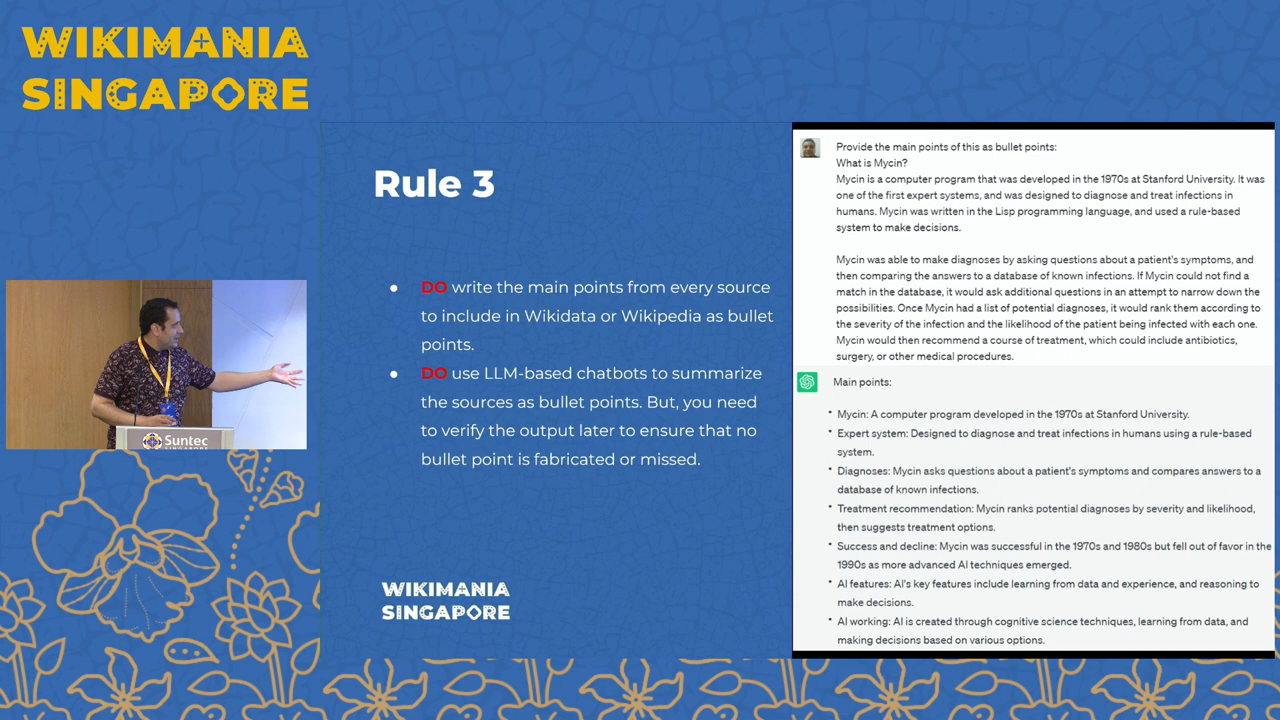 WIKIMANIA
SINGAPORE
Rule 3
● DO write the main points from every source
to include in Wikidata or Wikipedia as bullet
points.
● DO use LLM-based chatbots to summarize
the sources as bullet points. But, you need
to verify the output later to ensure that no
bullet point is fabricated or missed.
WIKIMANIA
SINGAPORE
Suntec
SINGAPORE
Provide the main points of this as bullet points:
What is Mycin?
Mycin is a computer program that was developed in the 1970s at Stanford University. It was
one of the first expert systems, and was designed to diagnose and treat infections in
humans. Mycin was written in the Lisp programming language, and used a rule-based
system to make decisions.
Mycin was able to make diagnoses by asking questions about a patient's symptoms, and
then comparing the answers to a database of known infections. If Mycin could not find a
match in the database, it would ask additional questions in an attempt to narrow down the
possibilities. Once Mycin had a list of potential diagnoses, it would rank them according to
the severity of the infection and the likelihood of the patient being infected with each one.
Mycin would then recommend a course of treatment, which could include antibiotics,
surgery, or other medical procedures.
Main points:
• Mycin: A computer program developed in the 1970s at Stanford University.
• Expert system: Designed to diagnose and treat infections in humans using a rule-based
system.
• Diagnoses: Mycin asks questions about a patient's symptoms and compares answers to a
database of known infections.
• Treatment recommendation: Mycin ranks potential diagnoses by severity and likelihood,
then suggests treatment options.
• Success and decline: Mycin was successful in the 1970s and 1980s but fell out of favor in the
1990s as more advanced AI techniques emerged.
• AI features: AI's key features include learning from data and experience, and reasoning to
make decisions.
• AI working: AI is created through cognitive science techniques, learning from data, and
making decisions based on various options.